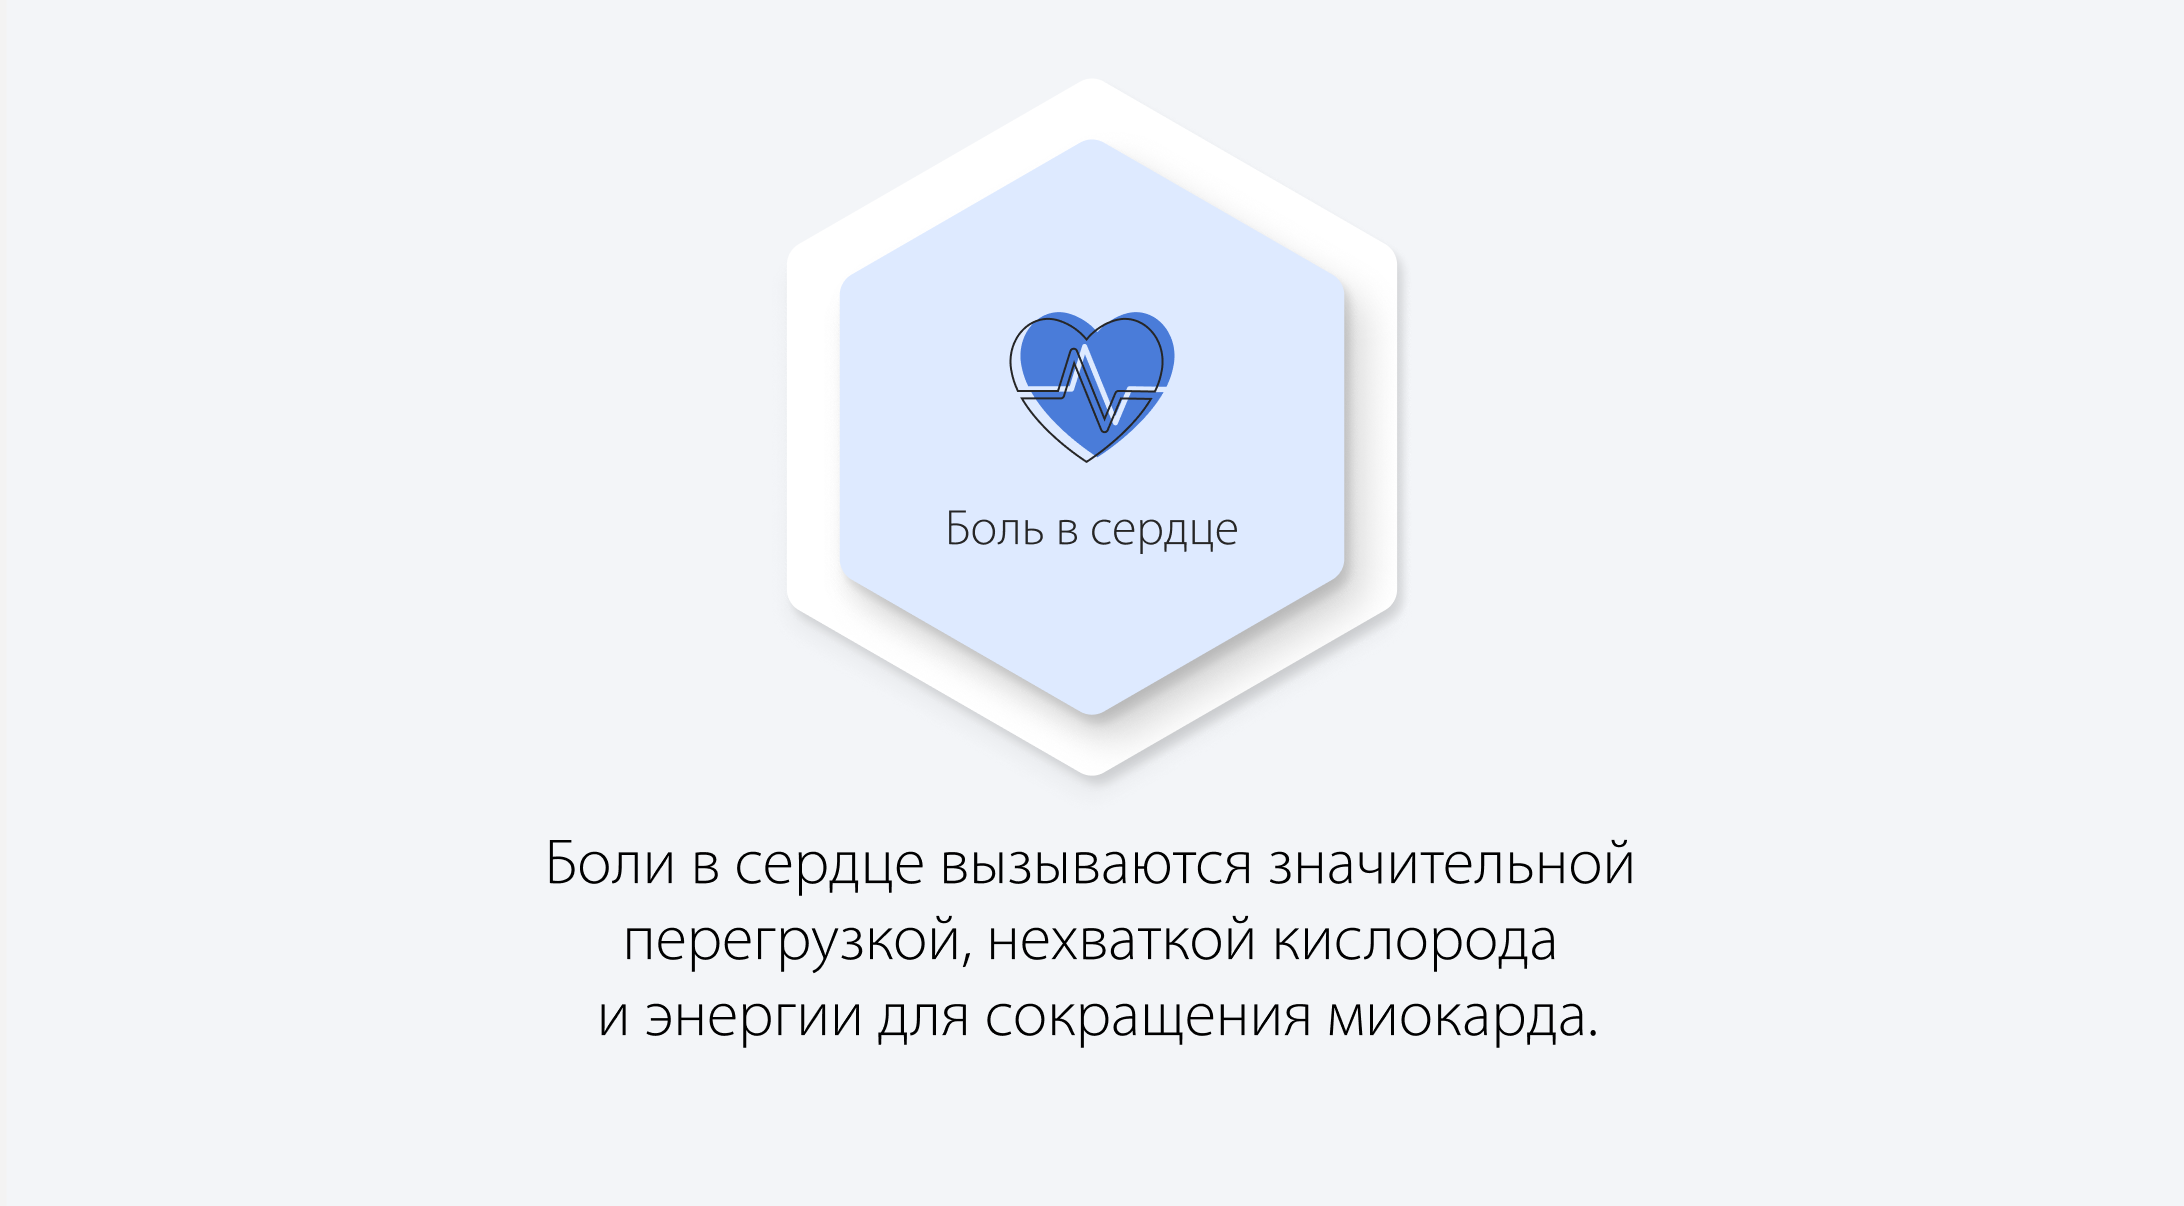 Боль в сердце
Боли в сердце вызываются значительной
перегрузкой, нехваткой кислорода
и энергии для сокращения миокарда.